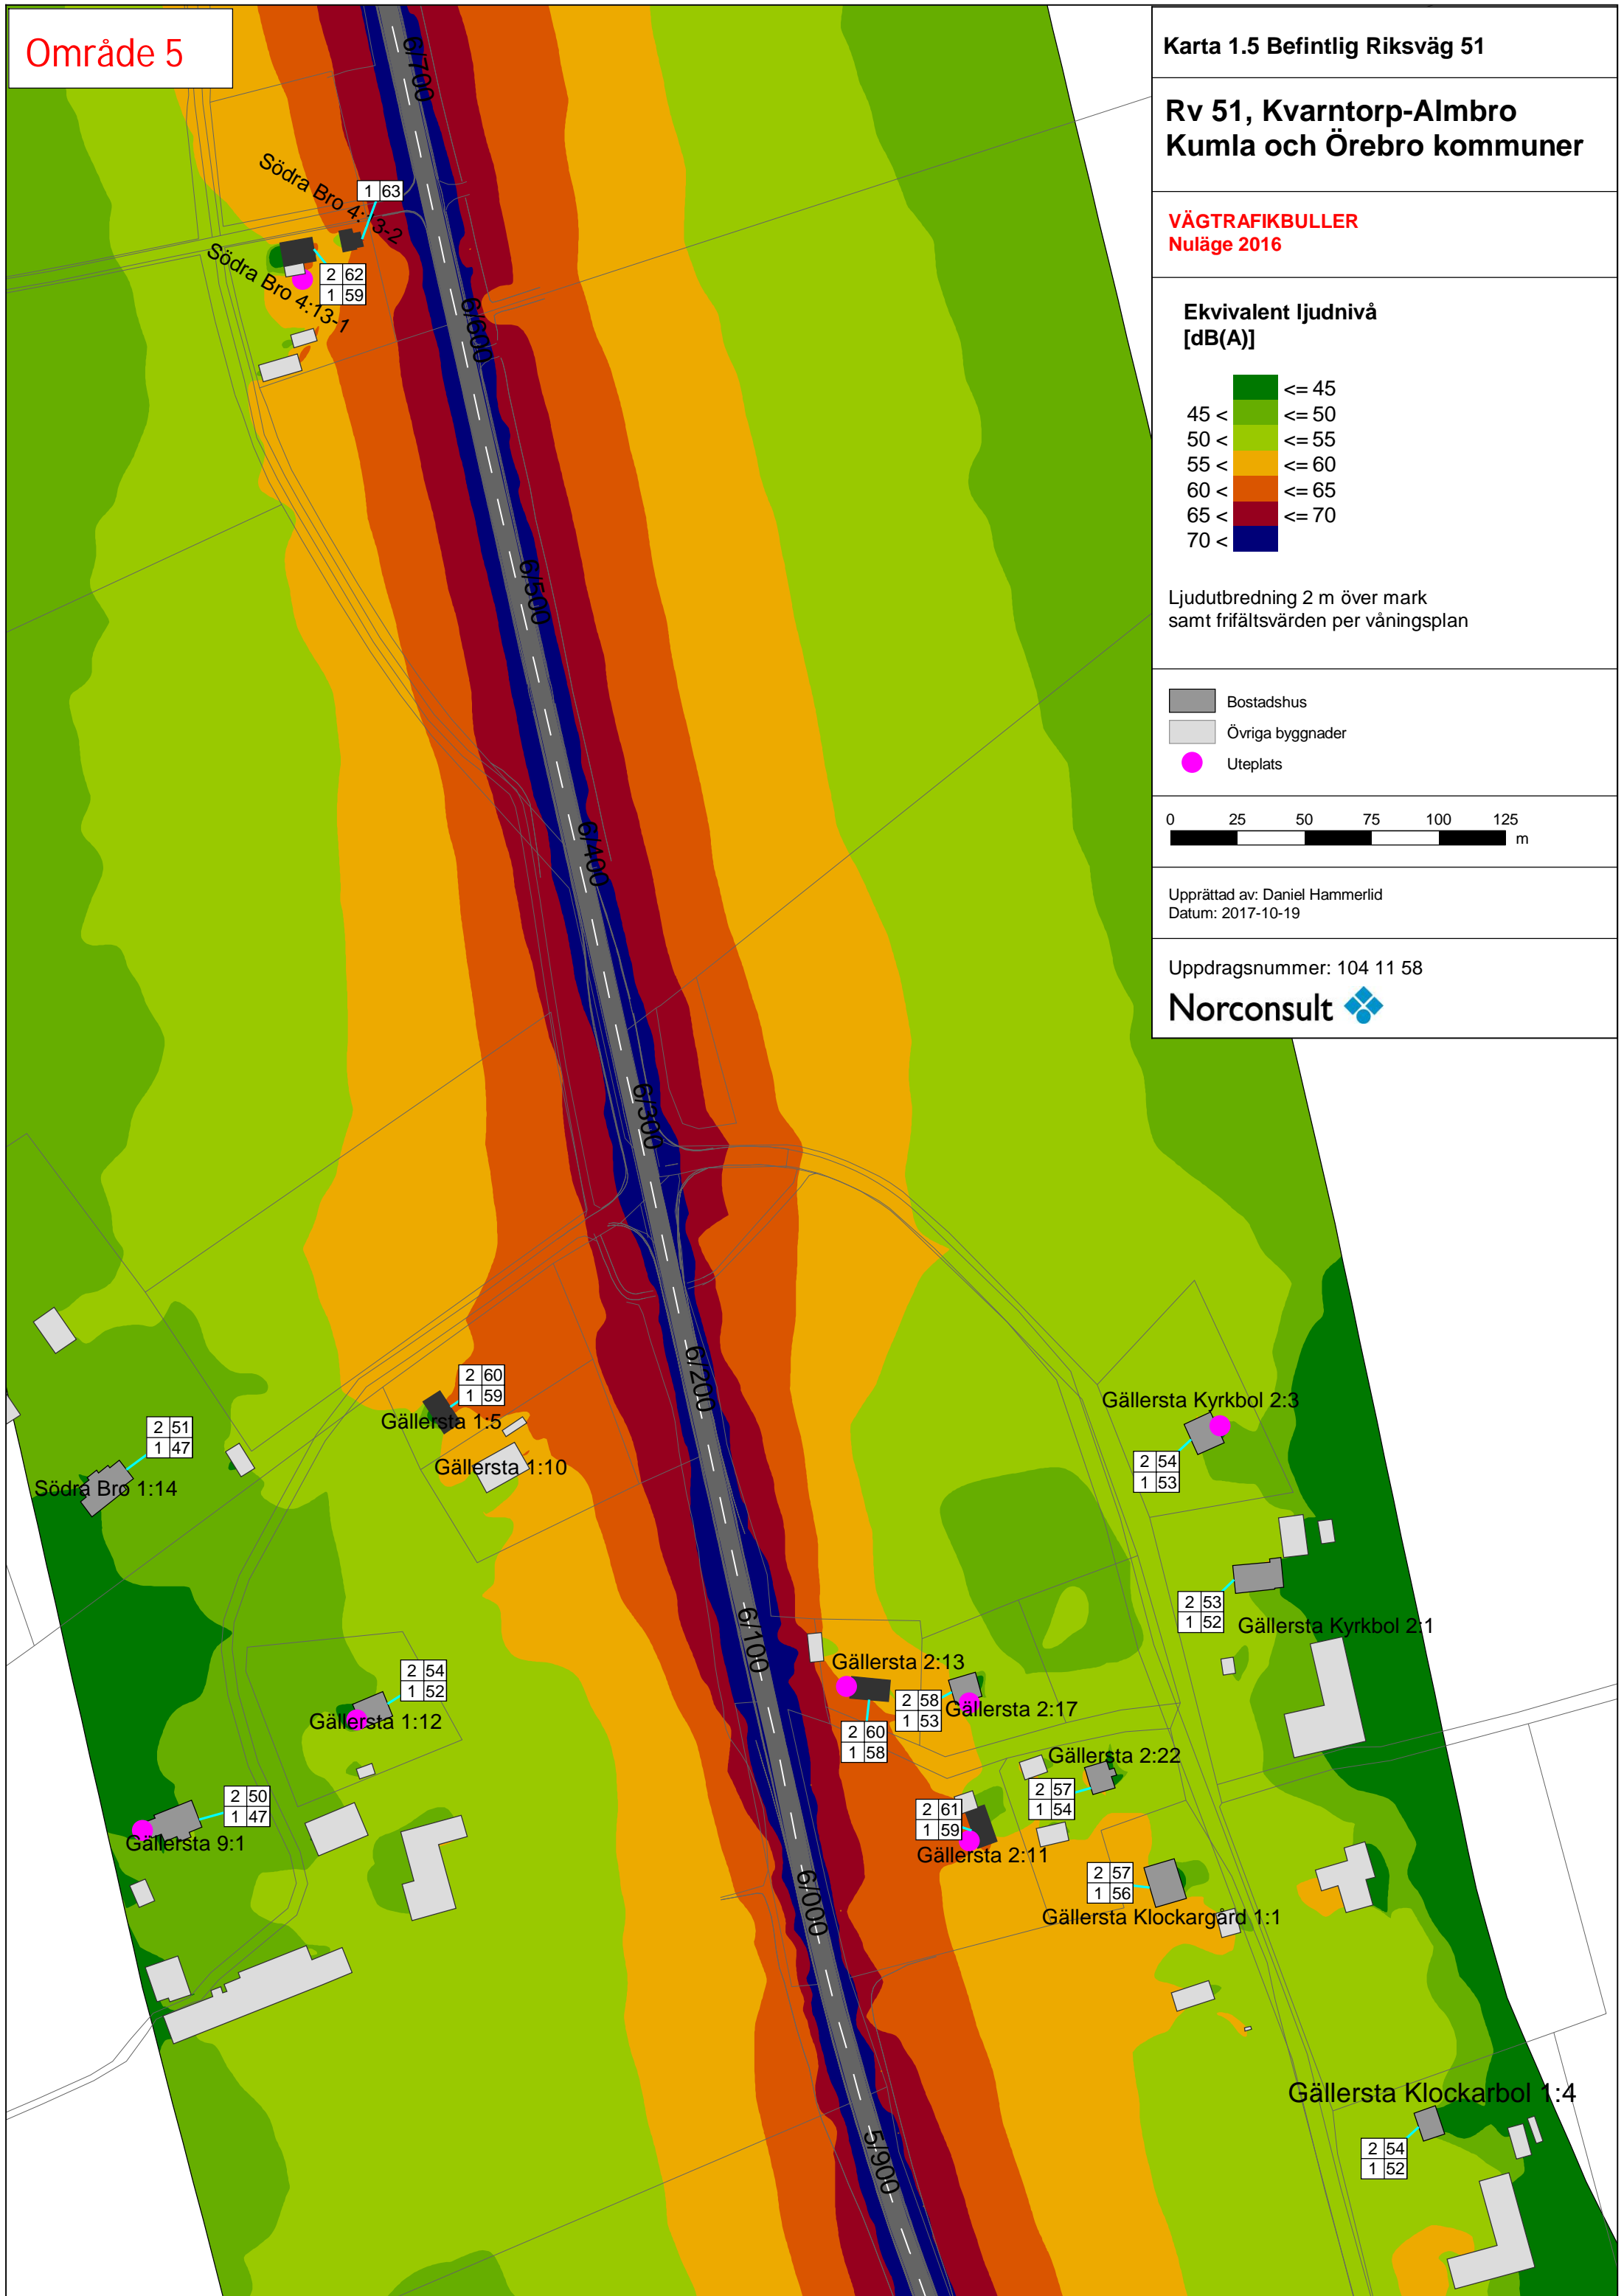 Område 5
Karta 1.5 Befintlig Riksväg 51
Rv 51, Kvarntorp-Almbro
Kumla och Örebro kommuner
VÄGTRAFIKBULLER
Nuläge 2016
Ekvivalent ljudnivå
[dB(A)]
<= 45
45 < <= 50
50 < <= 55
55 < <= 60
60 < <= 65
65 < <= 70
70 <
Ljudutbredning 2 m över mark
samt frifältsvärden per våningsplan
Bostadshus
Övriga byggnader
Uteplats
0 25 50 75 100 125
m
Upprättad av: Daniel Hammerlid
Datum: 2017-10-19
Uppdragsnummer: 104 11 58
Norconsult
6/700
Södra Bro 4:13-2
1 63
Södra Bro 4:13-1
2 62
1 59
6/600
6/500
6/400
6/300
6/200
2 60
1 59
Gällersta 1:5
Gällersta 1:10
2 51
1 47
Södra Bro 1:14
Gällersta Kyrkbol 2:3
2 54
1 53
2 53
1 52
Gällersta Kyrkbol 2:1
6/100
2 54
1 52
Gällersta 1:12
Gällersta 2:13
2 60
1 58
2 58
1 53
Gällersta 2:17
Gällersta 2:22
2 57
1 54
2 50
1 47
Gällersta 9:1
2 61
1 59
Gällersta 2:11
2 57
1 56
Gällersta Klockargård 1:1
6/000
Gällersta Klockarbol 1:4
2 54
1 52
5/900